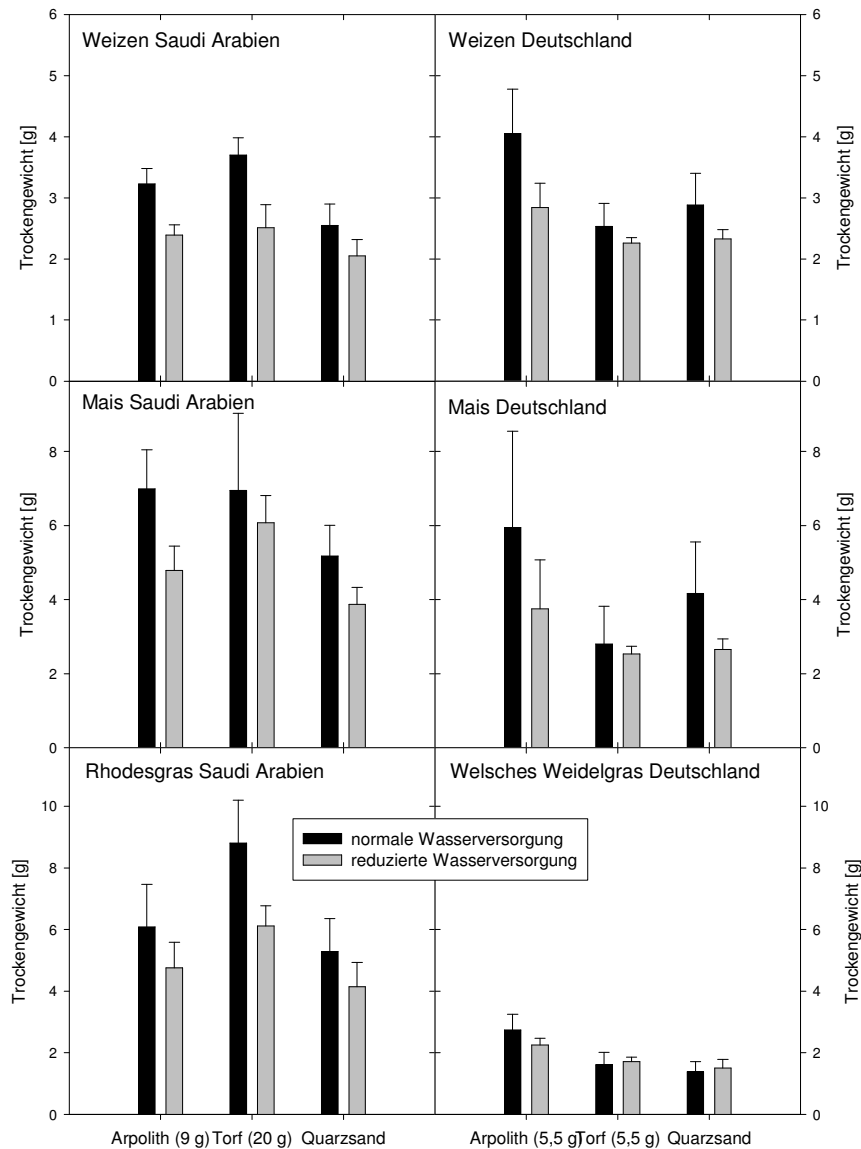 Weizen Saudi Arabien
Weizen Deutschland
Trockengewicht [g]
6
5
4
3
2
1
0
6
5
4
3
2
1
0
Trockengewicht [g]
Mais Saudi Arabien
Mais Deutschland
Trockengewicht [g]
8
6
4
2
0
8
6
4
2
0
Trockengewicht [g]
Rhodesgras Saudi Arabien
Welsches Weidelgras Deutschland
normale Wasserversorgung
reduzierte Wasserversorgung
Trockengewicht [g]
10
8
6
4
2
0
10
8
6
4
2
0
Trockengewicht [g]
Arpolith (9 g) Torf (20 g) Quarzsand
Arpolith (5,5 g) Torf (5,5 g) Quarzsand